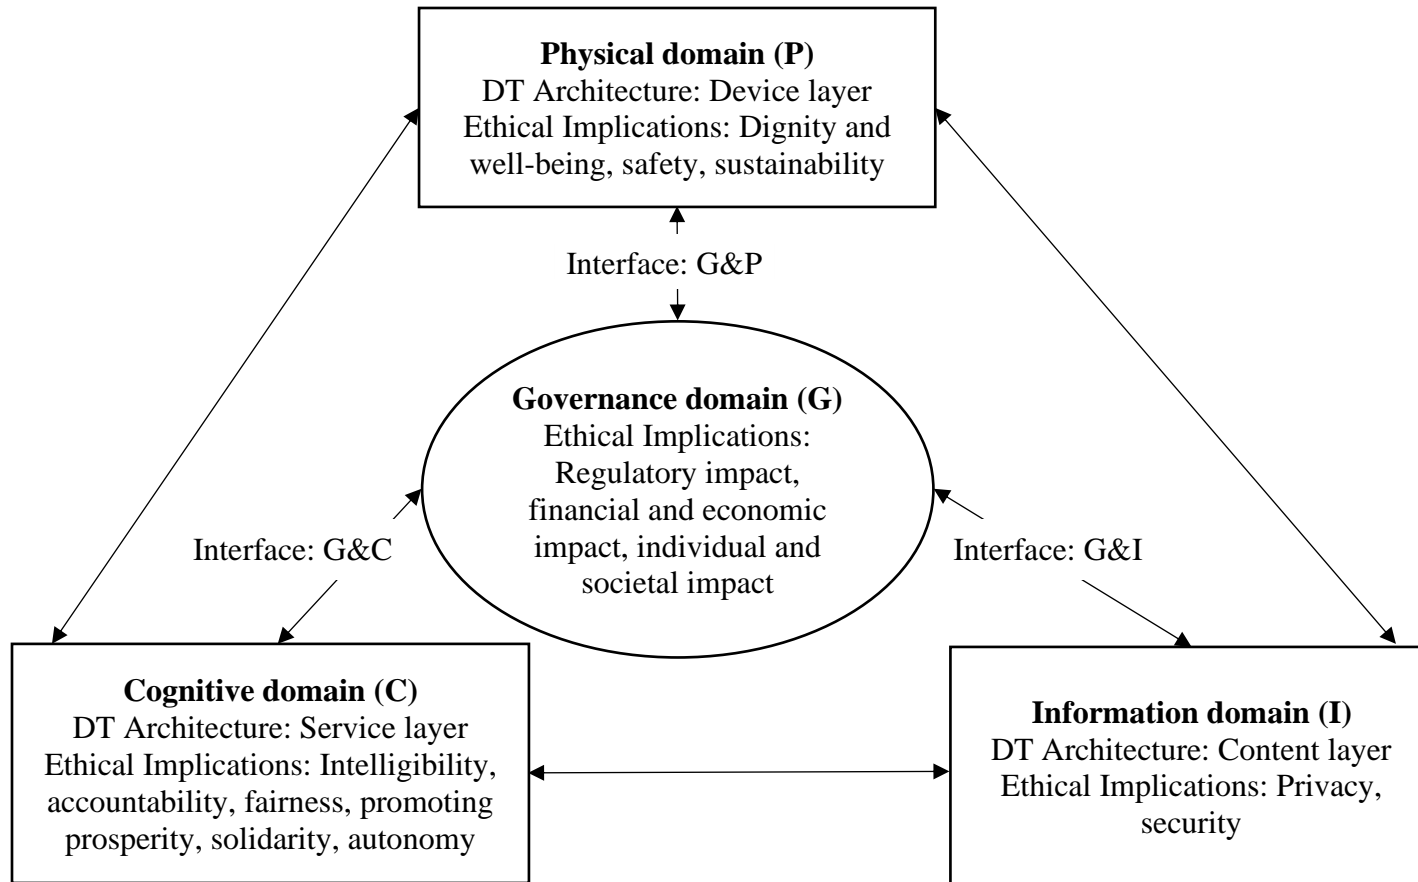 Physical domain (P)
DT Architecture: Device layer
Ethical Implications: Dignity and
well-being, safety, sustainability
Interface: G&P
Governance domain (G)
Ethical Implications:
Regulatory impact,
financial and economic
impact, individual and
societal impact
Interface: G&C
Interface: G&I
Cognitive domain (C)
DT Architecture: Service layer
Ethical Implications: Intelligibility,
accountability, fairness, promoting
prosperity, solidarity, autonomy
Information domain (I)
DT Architecture: Content layer
Ethical Implications: Privacy,
security